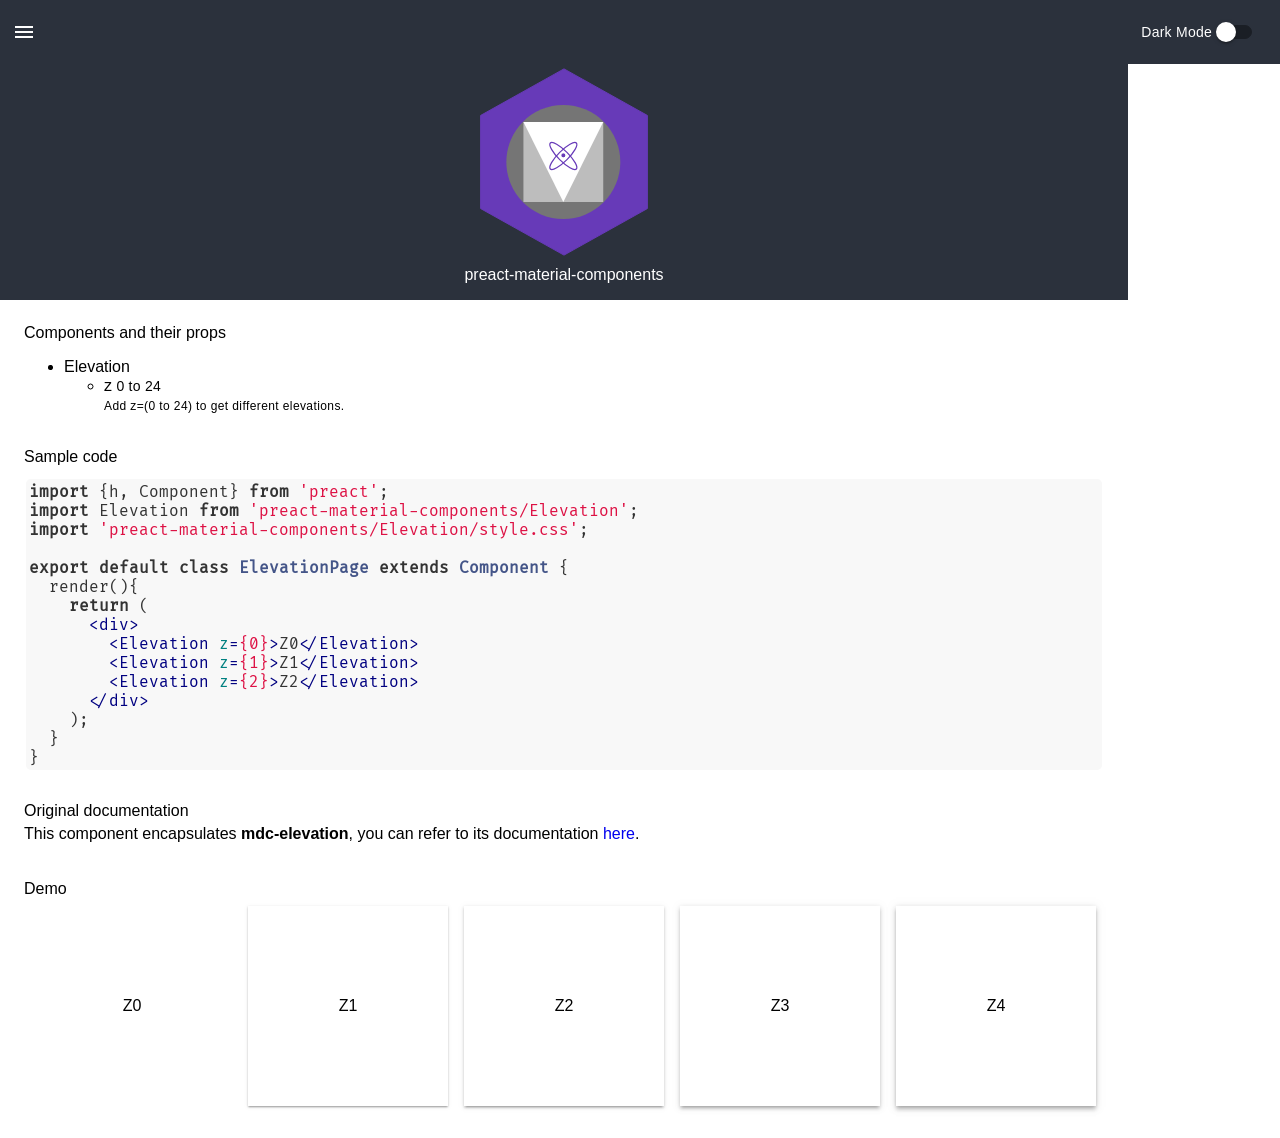 Dark Mode
preact-material-components
Components and their props
Elevation
z 0 to 24
Add z=(0 to 24) to get different elevations.
Sample code
import {h, Component} from 'preact';
import Elevation from 'preact-material-components/Elevation';
import 'preact-material-components/Elevation/style.css';
export default class ElevationPage extends Component {
  render(){
    return (
      <div>
        <Elevation z={0}>Z0</Elevation>
        <Elevation z={1}>Z1</Elevation>
        <Elevation z={2}>Z2</Elevation>
      </div>
    );
  }
}
Original documentation
This component encapsulates mdc-elevation, you can refer to its documentation here.
Demo
Z0
Z1
Z2
Z3
Z4